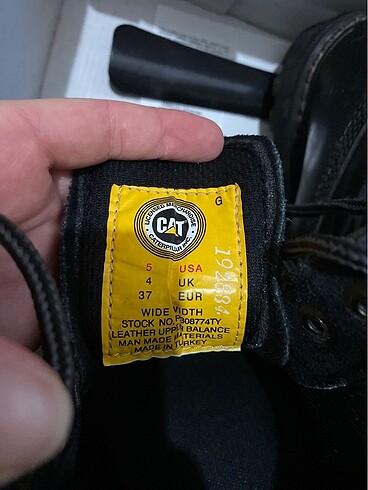 G
LICENSED MERCHANDISE
CAT
CATERPILLAR INC.
5 USA
4 UK
37 EUR
WIDE WIDTH
LEATHER UPPER BALANCE
MAN MADE MATERIALS
MADE IN TURKEY